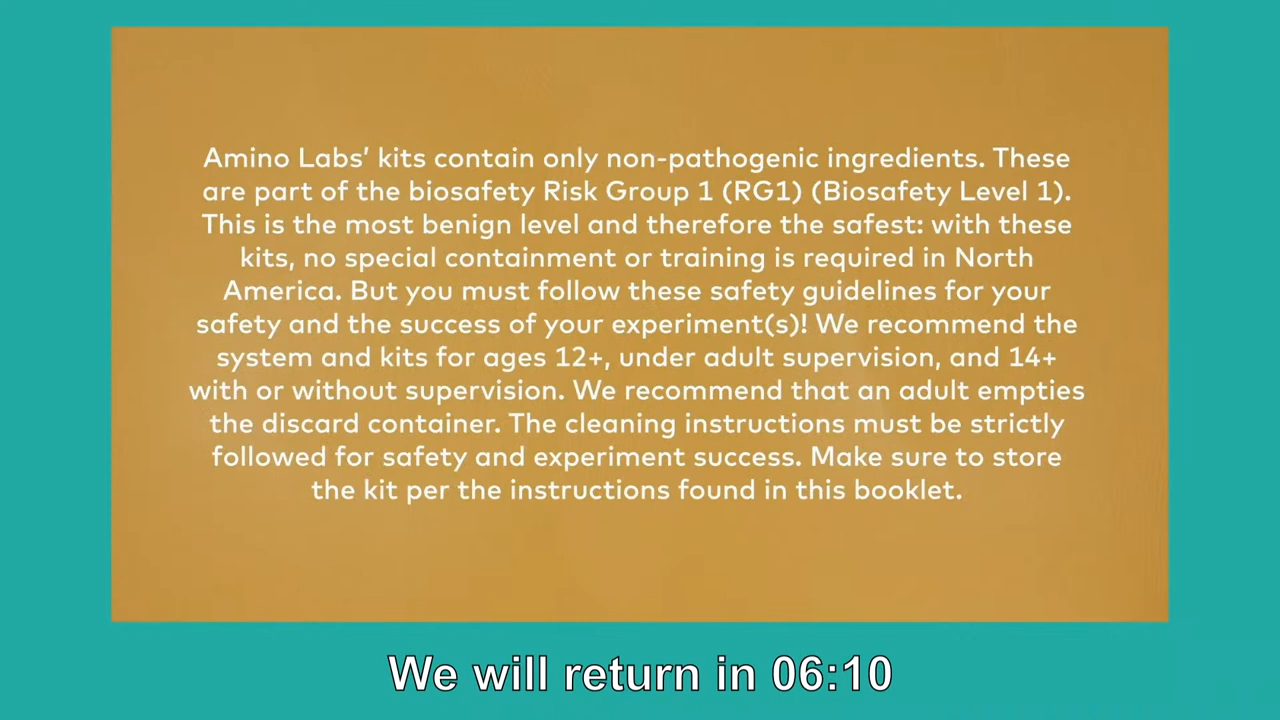 Amino Labs’ kits contain only non-pathogenic ingredients. These
are part of the biosafety Risk Group 1 (RG1) (Biosafety Level 1).
This is the most benign level and therefore the safest: with these
kits, no special containment or training is required in North
America. But you must follow these safety guidelines for your
safety and the success of your experiment(s)! We recommend the
system and kits for ages 12+, under adult supervision, and 14+
with or without supervision. We recommend that an adult empties
the discard container. The cleaning instructions must be strictly
followed for safety and experiment success. Make sure to store
the kit per the instructions found in this booklet.
We will return in 06:10